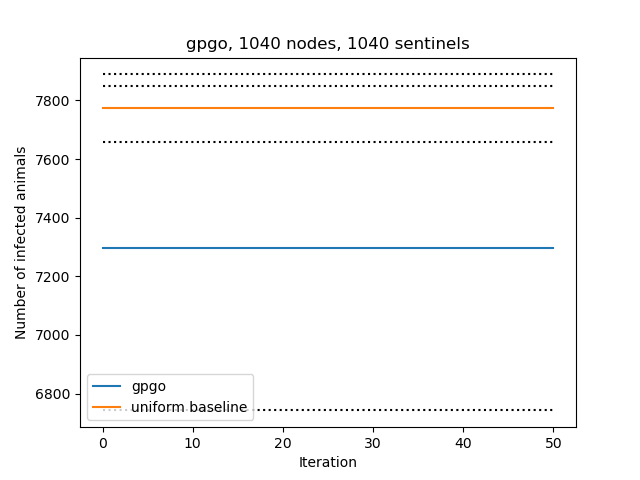 gpgo, 1040 nodes, 1040 sentinels
Number of infected animals
7800
7600
7400
7200
7000
6800
gpgo
uniform baseline
0 10 20 30 40 50
Iteration